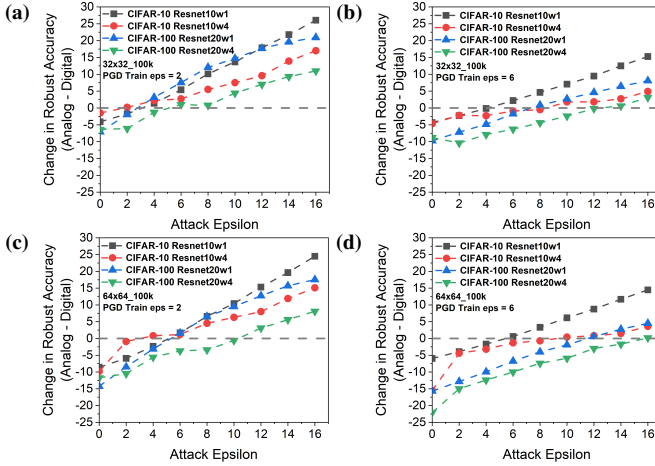 (a)
Change in Robust Accuracy
(Analog - Digital)
30
25
20
15
10
5
0
-5
-10
-15
-20
-25
CIFAR-10 Resnet10w1
CIFAR-10 Resnet10w4
CIFAR-100 Resnet20w1
CIFAR-100 Resnet20w4
32x32_100k
PGD Train eps = 2
0 2 4 6 8 10 12 14 16
Attack Epsilon
(b)
Change in Robust Accuracy
(Analog - Digital)
30
25
20
15
10
5
0
-5
-10
-15
-20
-25
CIFAR-10 Resnet10w1
CIFAR-10 Resnet10w4
CIFAR-100 Resnet20w1
CIFAR-100 Resnet20w4
32x32_100k
PGD Train eps = 6
0 2 4 6 8 10 12 14 16
Attack Epsilon
(c)
Change in Robust Accuracy
(Analog - Digital)
30
25
20
15
10
5
0
-5
-10
-15
-20
-25
CIFAR-10 Resnet10w1
CIFAR-10 Resnet10w4
CIFAR-100 Resnet20w1
CIFAR-100 Resnet20w4
64x64_100k
PGD Train eps = 2
0 2 4 6 8 10 12 14 16
Attack Epsilon
(d)
Change in Robust Accuracy
(Analog - Digital)
30
25
20
15
10
5
0
-5
-10
-15
-20
-25
CIFAR-10 Resnet10w1
CIFAR-10 Resnet10w4
CIFAR-100 Resnet20w1
CIFAR-100 Resnet20w4
64x64_100k
PGD Train eps = 6
0 2 4 6 8 10 12 14 16
Attack Epsilon